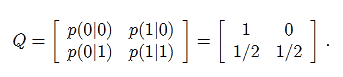 Q = [ p(0|0) p(1|0) ; p(0|1) p(1|1) ] = [ 1 0 ; 1/2 1/2 ] .